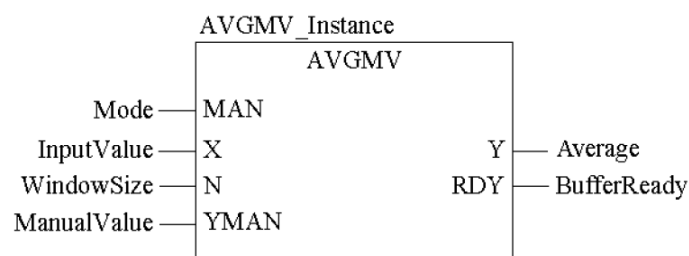 AVGMV_Instance
AVGMV
Mode MAN
InputValue X Y Average
WindowSize N RDY BufferReady
ManualValue YMAN